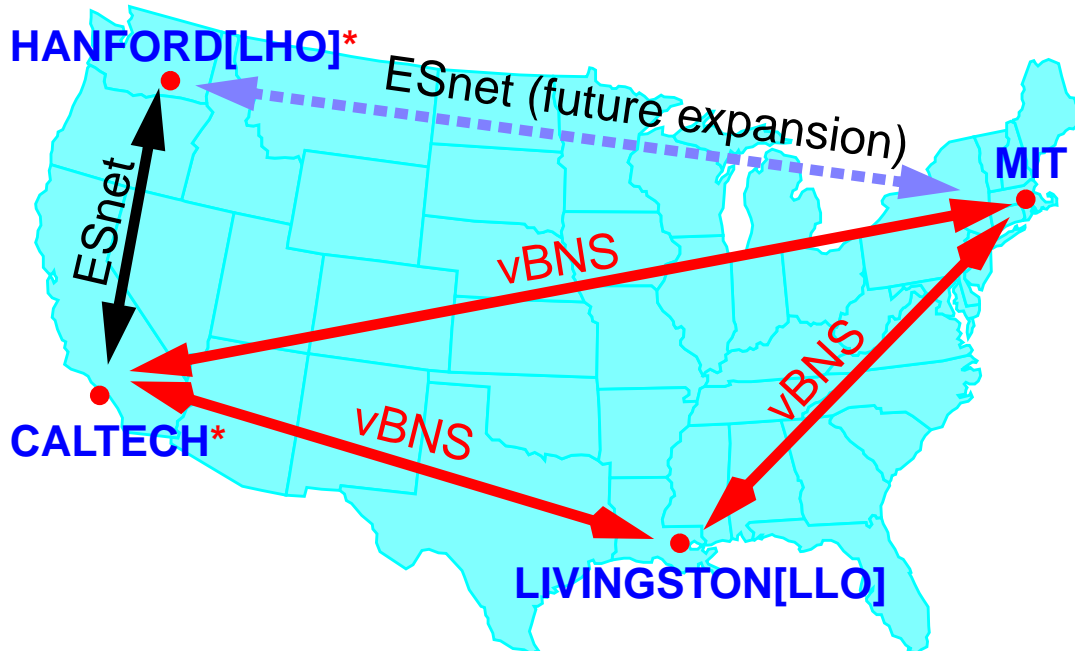 HANFORD[LHO]*
ESnet (future expansion)
MIT
ESnet
vBNS
vBNS
vBNS
CALTECH*
LIVINGSTON[LLO]